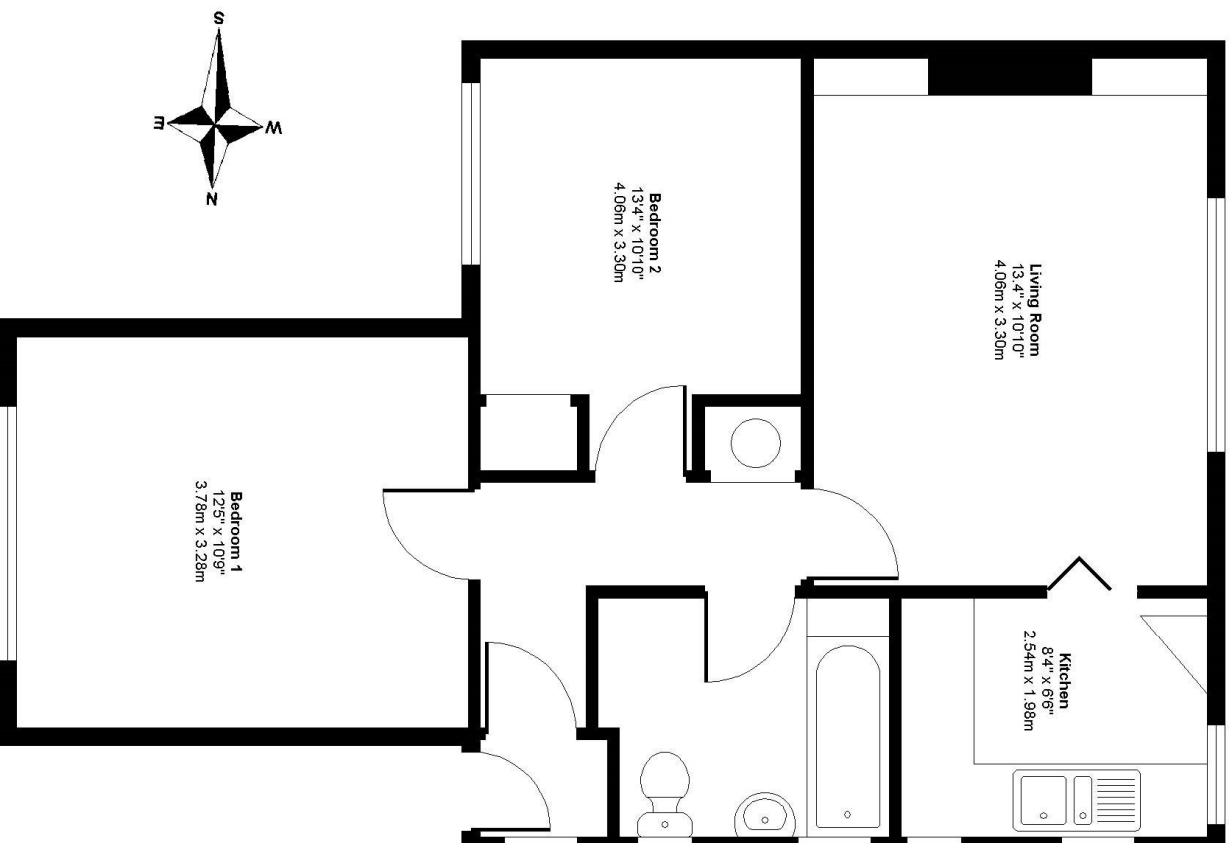 S
E
W
N
Bedroom 2
13'4" x 10'10"
4.06m x 3.30m
Living Room
13.4" x 10'10"
4.06m x 3.30m
Bedroom 1
12'5" x 10'9"
3.78m x 3.28m
Kitchen
8'4" x 6'6"
2.54m x 1.98m